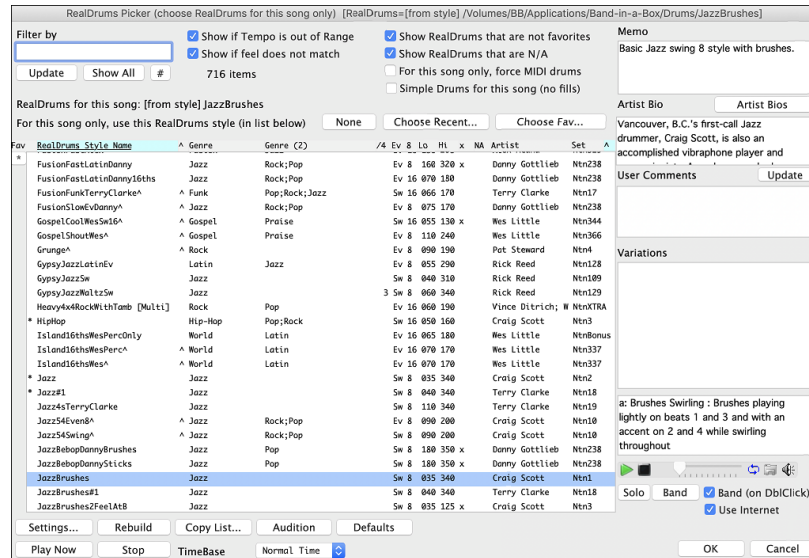 RealDrums Picker (choose RealDrums for this song only) [RealDrums=[from style] /Volumes/BB/Applications/Band-in-a-Box/Drums/JazzBrushes]
Filter by
Update Show All # 716 items
Show if Tempo is out of Range
Show if feel does not match
Show RealDrums that are not favorites
Show RealDrums that are N/A
For this song only, force MIDI drums
Simple Drums for this song (no fills)
RealDrums for this song: [from style] JazzBrushes
For this song only, use this RealDrums style (in list below) None Choose Recent... Choose Fav...
Fav RealDrums Style Name ^ Genre Genre (2) /4 Ev 8 Lo Hi x NA Artist Set ^
*
FusionFastLatinDanny Jazz Rock;Pop Ev 8 160 320 x Danny Gottlieb Ntn238
FusionFastLatinDanny16ths Jazz Rock;Pop Ev 16 070 180 Danny Gottlieb Ntn238
FusionFunkTerryClarke^ ^ Funk Pop;Rock;Jazz Sw 16 066 170 Terry Clarke Ntn17
FusionSlowEvDanny^ ^ Jazz Rock;Pop Ev 8 075 170 Danny Gottlieb Ntn238
GospelCoolWesSw16^ ^ Gospel Praise Sw 16 055 130 x Wes Little Ntn344
GospelShoutWes^ ^ Gospel Praise Ev 8 110 240 Wes Little Ntn366
Grunge^ ^ Rock Ev 8 090 190 Pat Steward Ntn4
GypsyJazzLatinEv Latin Jazz Ev 8 055 290 Rick Reed Ntn128
GypsyJazzSw Jazz Sw 8 040 310 Rick Reed Ntn109
GypsyJazzWaltzSw Jazz 3 Sw 8 060 340 Rick Reed Ntn129
Heavy4x4RockWithTamb [Multi] Rock Pop Ev 16 060 190 Vince Ditrich; W NtnXTRA
* HipHop Hip-Hop Pop;Rock Sw 16 050 160 Craig Scott Ntn3
Island16thsWesPercOnly World Latin Ev 16 065 180 Wes Little NtnBonus
Island16thsWesPerc^ ^ World Latin Ev 16 070 170 Wes Little Ntn337
Island16thsWes^ ^ World Latin Ev 16 070 170 Wes Little Ntn337
* Jazz Jazz Sw 8 035 340 Craig Scott Ntn2
* Jazz#1 Jazz Sw 8 040 340 Terry Clarke Ntn18
Jazz4sTerryClarke Jazz Sw 8 110 340 Terry Clarke Ntn19
Jazz54Even8^ ^ Jazz Rock;Pop Ev 8 090 200 Craig Scott Ntn10
Jazz54Swing^ ^ Jazz Rock;Pop Sw 8 090 200 Craig Scott Ntn10
JazzBebopDannyBrushes Jazz Pop Sw 8 180 350 x Danny Gottlieb Ntn238
JazzBebopDannySticks Jazz Pop Sw 8 180 350 x Danny Gottlieb Ntn238
JazzBrushes Jazz Sw 8 035 340 Craig Scott Ntn1
JazzBrushes#1 Jazz Sw 8 040 340 Terry Clarke Ntn18
JazzBrushes2FeelAtB Jazz Sw 8 035 125 x Craig Scott Ntn3
Settings... Rebuild Copy List... Audition Defaults
Play Now Stop TimeBase Normal Time
Memo
Basic Jazz swing 8 style with brushes.
Artist Bio Artist Bios
Vancouver, B.C.'s first-call Jazz
drummer, Craig Scott, is also an
accomplished vibraphone player and
User Comments Update
Variations
a: Brushes Swirling : Brushes playing
lightly on beats 1 and 3 and with an
accent on 2 and 4 while swirling
throughout
Solo Band Band (on DblClick)
Use Internet
OK Cancel